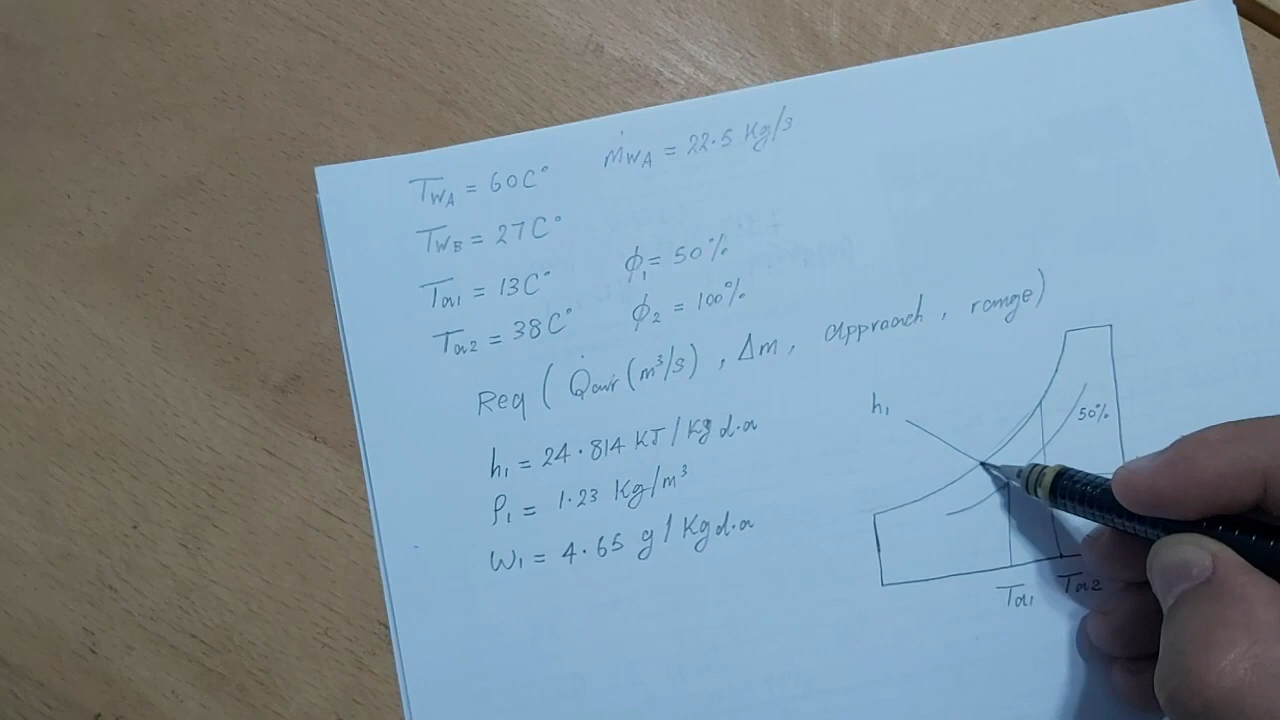 T_WA = 60C° ṁ_WA = 22.5 Kg/s
T_WB = 27C°
T_a1 = 13C° ϕ₁ = 50%
T_a2 = 38C° ϕ₂ = 100%
Req ( Q̇air (m³/s) , Δm , approach , range)
h₁ = 24.814 KJ/Kg d.a
ρ₁ = 1.23 Kg/m³
W₁ = 4.65 g/Kg d.a
h₁
50%
T_a1 T_a2